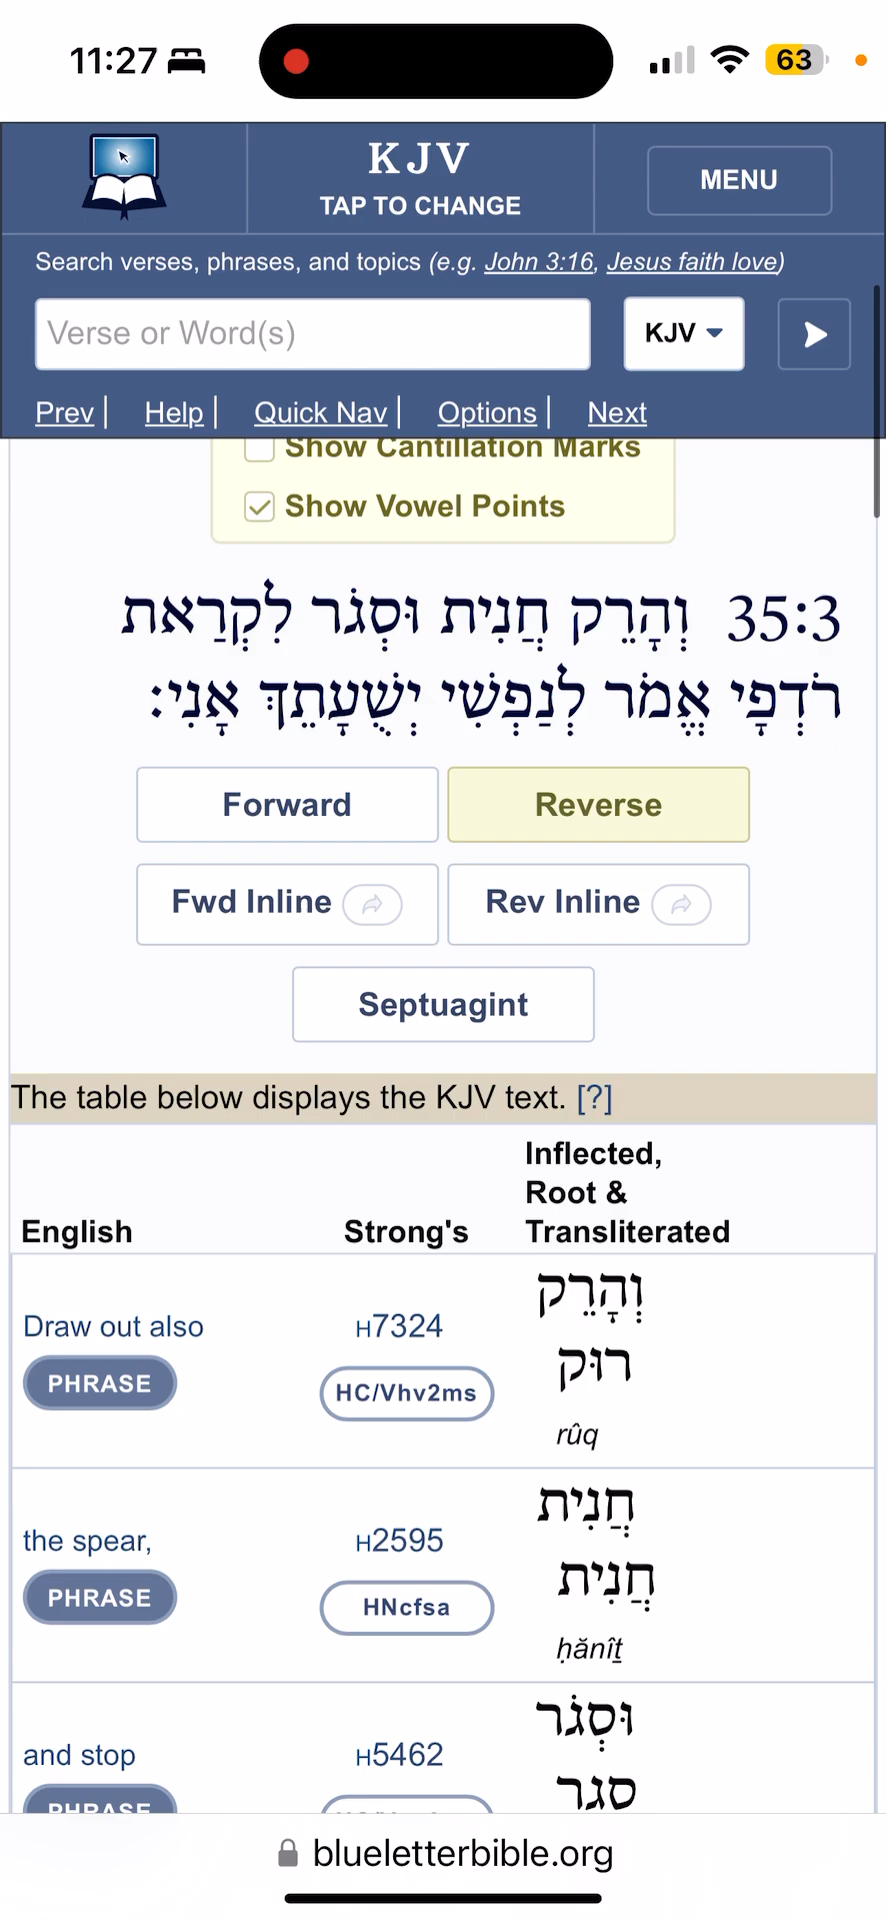 11:27
63
KJV
TAP TO CHANGE
MENU
Search verses, phrases, and topics (e.g. John 3:16, Jesus faith love)
Verse or Word(s)
KJV
Prev | Help | Quick Nav | Options | Next
Show Cantillation Marks
Show Vowel Points
35:3 וְהָרֵק חֲנִית וּסְגֹר לִקְרַאת
רֹדְפָי אֱמֹר לְנַפְשִׁי יְשֻׁעָתֵךְ אָנִי׃
Forward
Reverse
Fwd Inline
Rev Inline
Septuagint
The table below displays the KJV text. [?]
English
Strong's
Inflected,
Root &
Transliterated
Draw out also
PHRASE
H7324
HC/Vhv2ms
וְהָרֵק
רוּק
rûq
the spear,
PHRASE
H2595
HNcfsa
חֲנִית
חֲנִית
ḥănîṯ
and stop
PHRASE
H5462
וּסְגֹר
סגר
blueletterbible.org